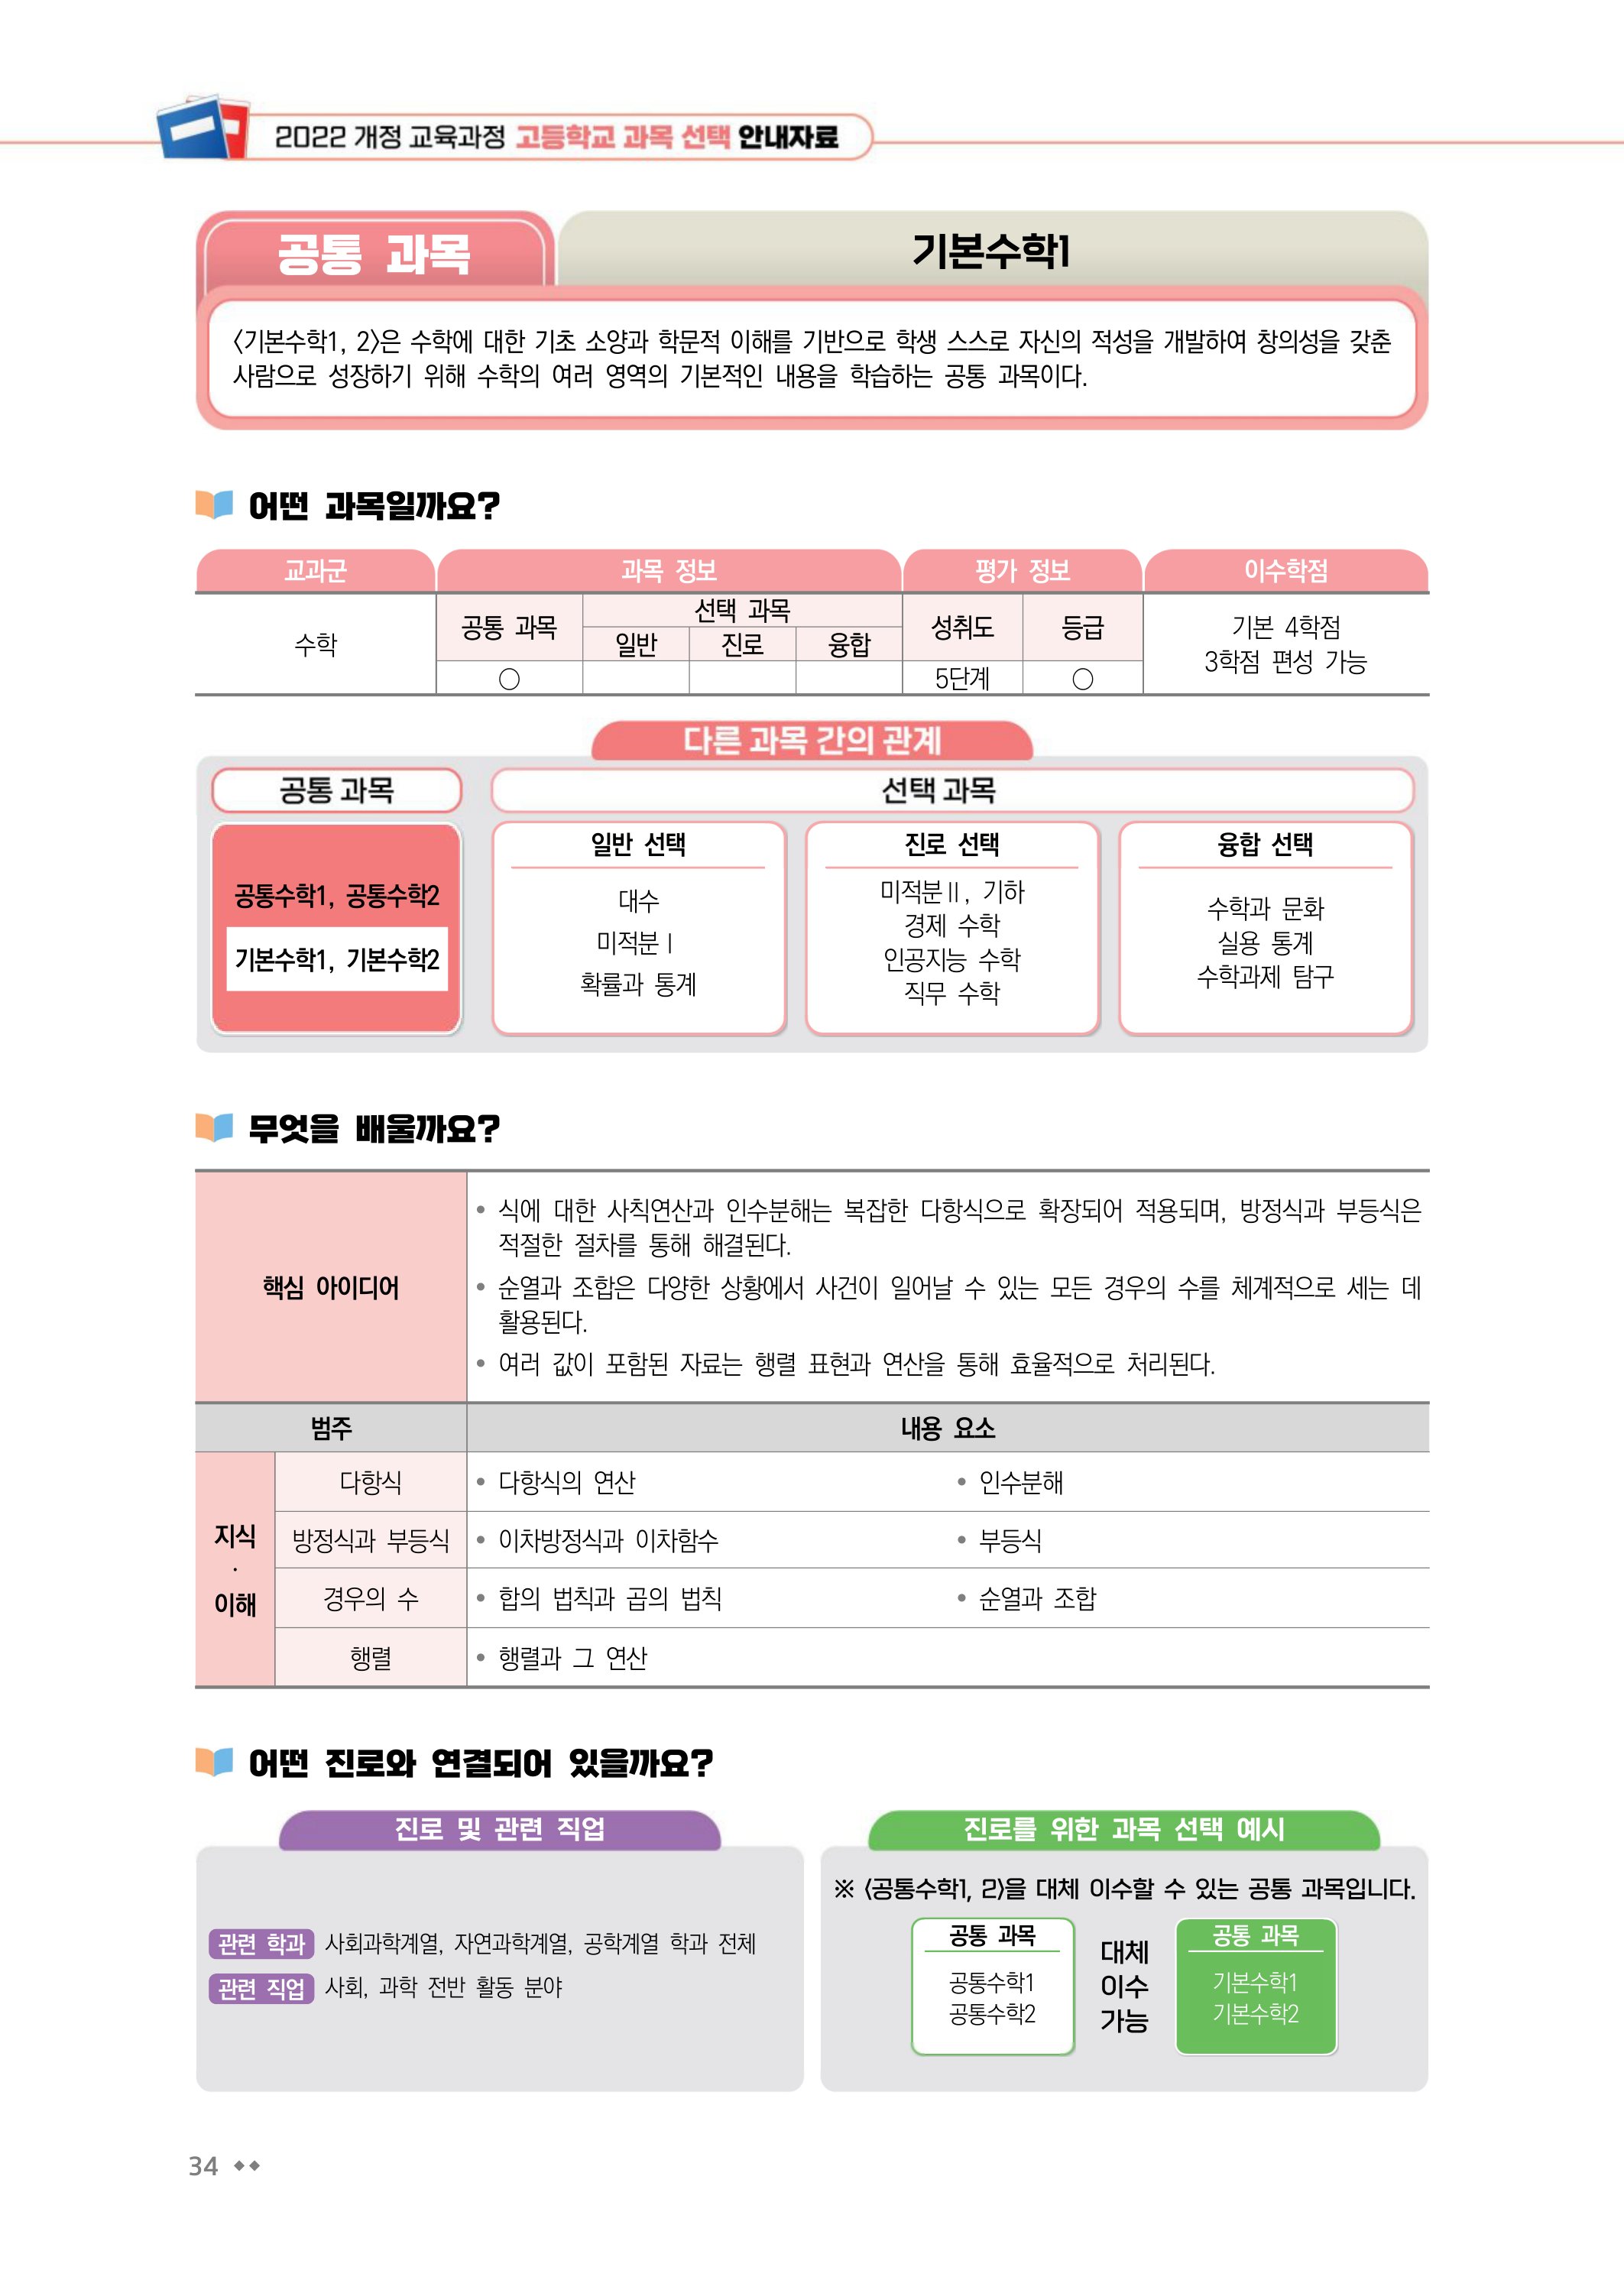 2022 개정 교육과정 고등학교 과목 선택 안내자료
공통 과목
기본수학1
〈기본수학1, 2〉은 수학에 대한 기초 소양과 학문적 이해를 기반으로 학생 스스로 자신의 적성을 개발하여 창의성을 갖춘
사람으로 성장하기 위해 수학의 여러 영역의 기본적인 내용을 학습하는 공통 과목이다.
어떤 과목일까요?
교과군 과목 정보 평가 정보 이수학점
수학
공통 과목
선택 과목
일반 진로 융합
성취도 등급
○ 5단계 ○
기본 4학점
3학점 편성 가능
다른 과목 간의 관계
공통 과목
선택 과목
공통수학1, 공통수학2
기본수학1, 기본수학2
일반 선택
대수
미적분Ⅰ
확률과 통계
진로 선택
미적분Ⅱ, 기하
경제 수학
인공지능 수학
직무 수학
융합 선택
수학과 문화
실용 통계
수학과제 탐구
무엇을 배울까요?
핵심 아이디어
• 식에 대한 사칙연산과 인수분해는 복잡한 다항식으로 확장되어 적용되며, 방정식과 부등식은
적절한 절차를 통해 해결된다.
• 순열과 조합은 다양한 상황에서 사건이 일어날 수 있는 모든 경우의 수를 체계적으로 세는 데
활용된다.
• 여러 값이 포함된 자료는 행렬 표현과 연산을 통해 효율적으로 처리된다.
범주 내용 요소
지식
·
이해
다항식 • 다항식의 연산 • 인수분해
방정식과 부등식 • 이차방정식과 이차함수 • 부등식
경우의 수 • 합의 법칙과 곱의 법칙 • 순열과 조합
행렬 • 행렬과 그 연산
어떤 진로와 연결되어 있을까요?
진로 및 관련 직업
관련 학과 사회과학계열, 자연과학계열, 공학계열 학과 전체
관련 직업 사회, 과학 전반 활동 분야
진로를 위한 과목 선택 예시
※ 〈공통수학1, 2〉을 대체 이수할 수 있는 공통 과목입니다.
공통 과목
공통수학1
공통수학2
대체
이수
가능
공통 과목
기본수학1
기본수학2
34 ◆◆